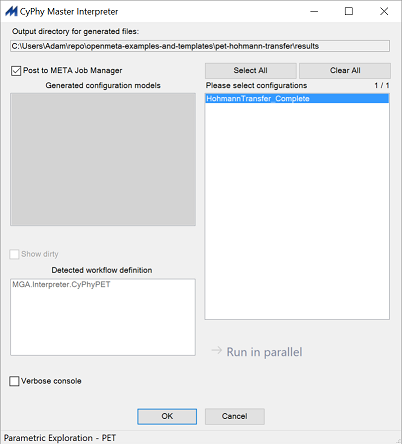 CyPhy Master Interpreter
Output directory for generated files:
C:\Users\Adam\repo\openmeta-examples-and-templates\pet-hohmann-transfer\results
Post to META Job Manager
Select All
Clear All
Generated configuration models
Please select configurations
1 / 1
HohmannTransfer_Complete
Show dirty
Detected workflow definition
MGA.Interpreter.CyPhyPET
Run in parallel
Verbose console
OK
Cancel
Parametric Exploration - PET